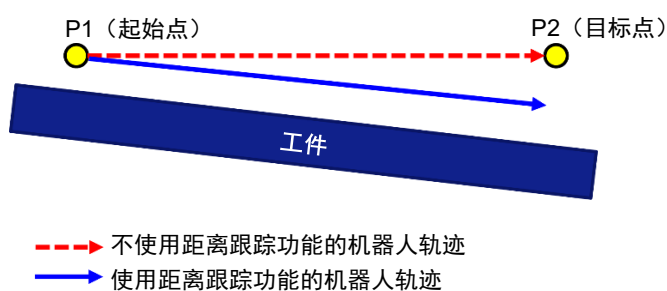 P1（起始点）
P2（目标点）
工件
不使用距离跟踪功能的机器人轨迹
使用距离跟踪功能的机器人轨迹